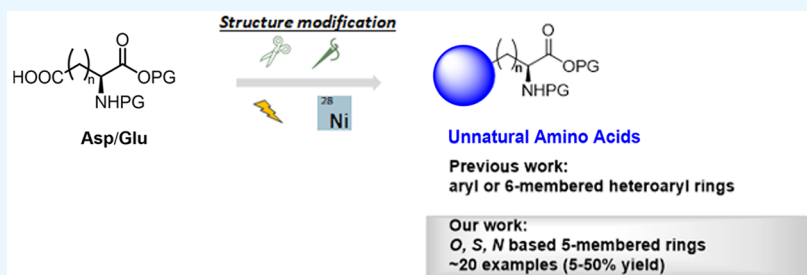 Structure modification
HOOC
n
O
OPG
NHPG
Asp/Glu
28
Ni
n
O
OPG
NHPG
Unnatural Amino Acids
Previous work:
aryl or 6-membered heteroaryl rings
Our work:
O, S, N based 5-membered rings
~20 examples (5-50% yield)